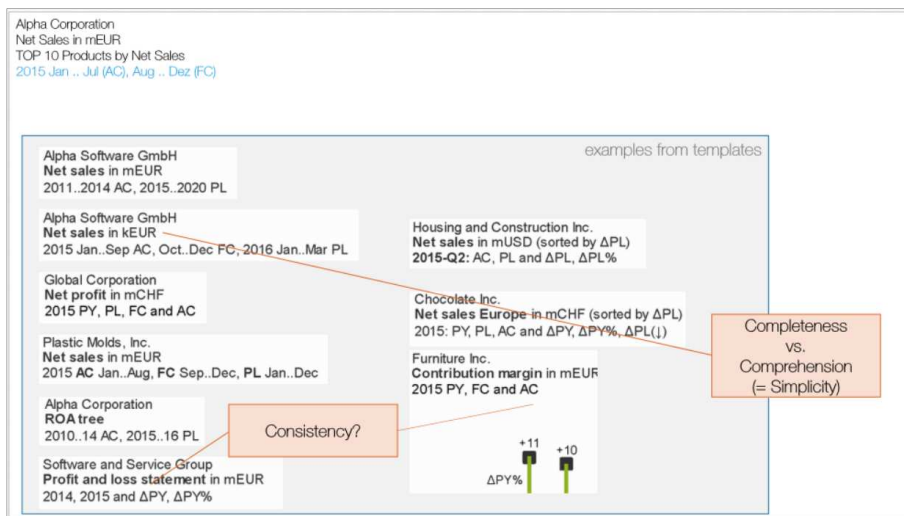 Alpha Corporation
Net Sales in mEUR
TOP 10 Products by Net Sales
2015 Jan .. Jul (AC), Aug .. Dez (FC)
examples from templates
Alpha Software GmbH
Net sales in mEUR
2011..2014 AC, 2015..2020 PL
Alpha Software GmbH
Net sales in kEUR
2015 Jan..Sep AC, Oct..Dec FC, 2016 Jan..Mar PL
Global Corporation
Net profit in mCHF
2015 PY, PL, FC and AC
Plastic Molds, Inc.
Net sales in mEUR
2015 AC Jan..Aug, FC Sep..Dec, PL Jan..Dec
Alpha Corporation
ROA tree
2010..14 AC, 2015..16 PL
Software and Service Group
Profit and loss statement in mEUR
2014, 2015 and ΔPY, ΔPY%
Housing and Construction Inc.
Net sales in mUSD (sorted by ΔPL)
2015-Q2: AC, PL and ΔPL, ΔPL%
Chocolate Inc.
Net sales Europe in mCHF (sorted by ΔPL)
2015: PY, PL, AC and ΔPY, ΔPY%, ΔPL(↓)
Furniture Inc.
Contribution margin in mEUR
2015 PY, FC and AC
+11
+10
ΔPY%
Consistency?
Completeness
vs.
Comprehension
(= Simplicity)